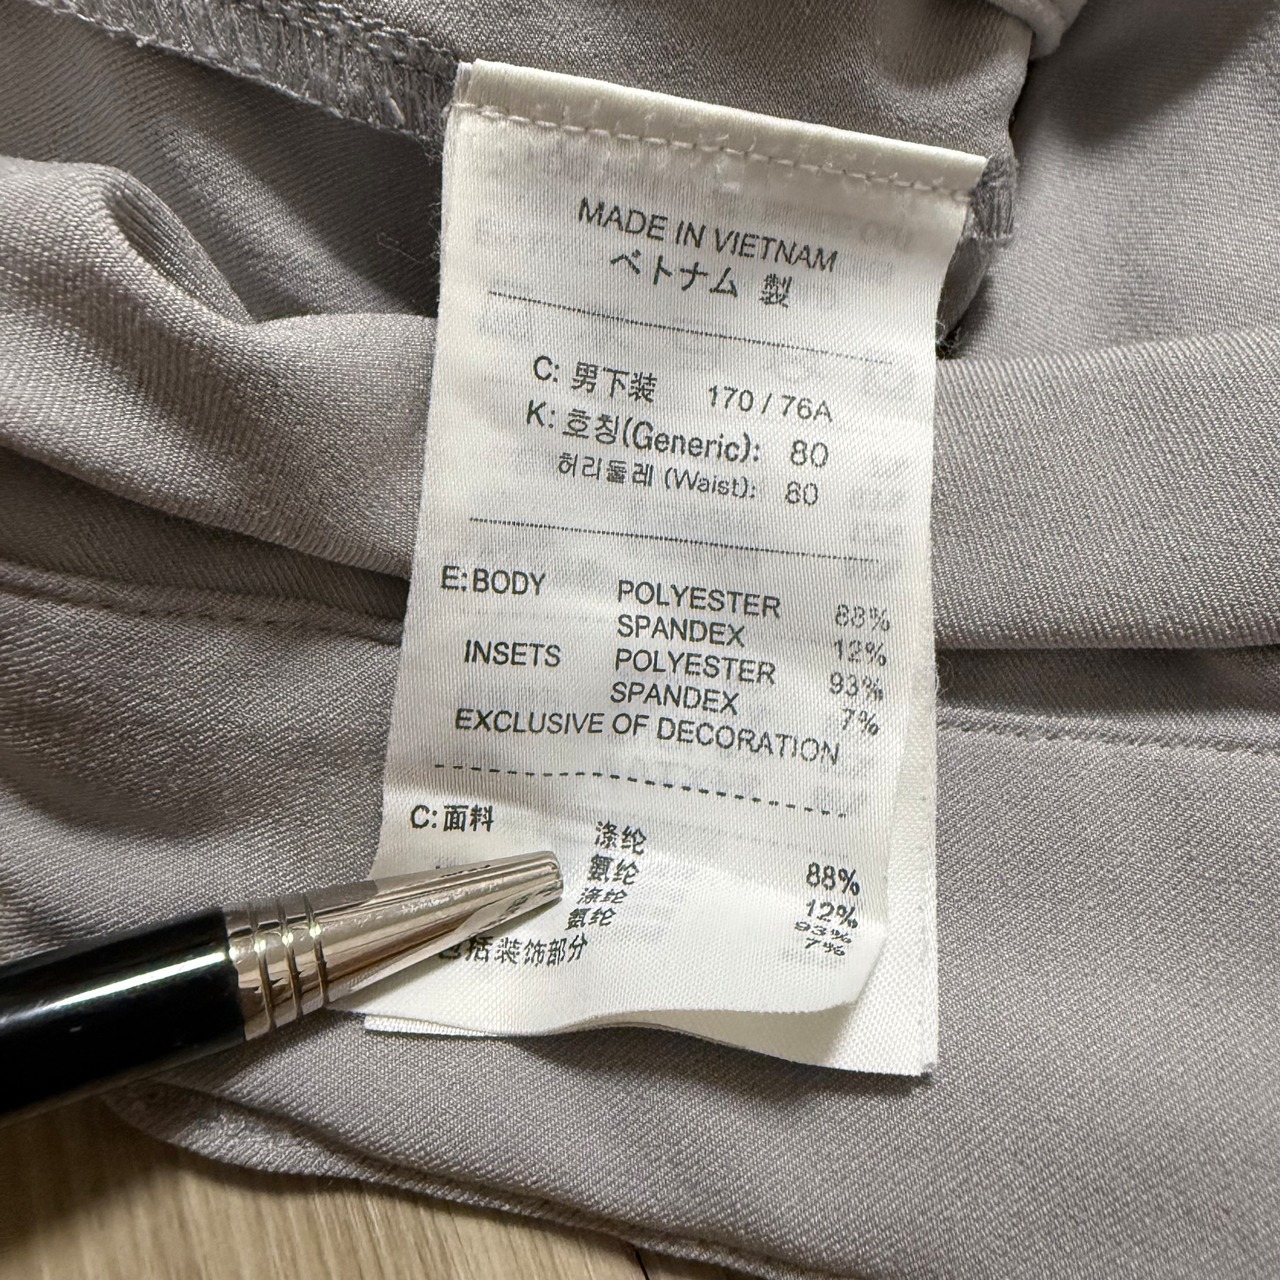 MADE IN VIETNAM
ベトナム 製
C: 男下装 170 / 76A
K: 호칭(Generic): 80
허리둘레 (Waist): 80
E: BODY POLYESTER 88%
SPANDEX 12%
INSETS POLYESTER 93%
SPANDEX 7%
EXCLUSIVE OF DECORATION
C: 面料 涤纶 88%
氨纶 12%
涤纶 93%
氨纶 7%
包括装饰部分